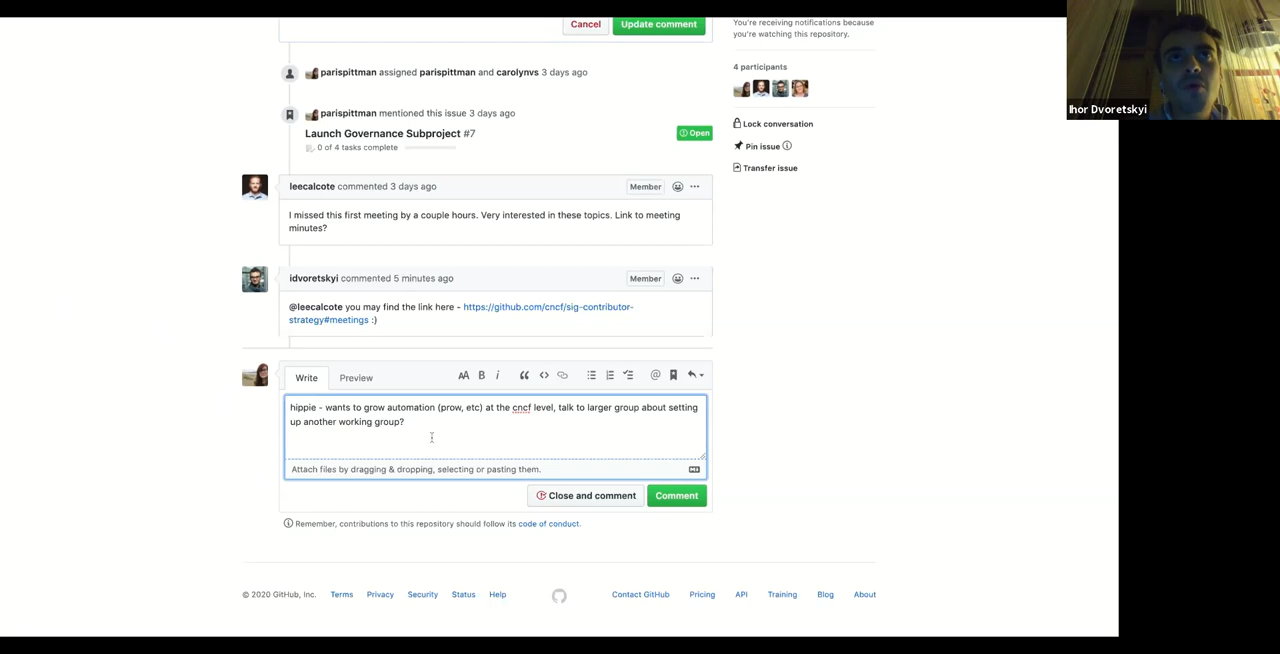 Cancel
Update comment
You're receiving notifications because
you're watching this repository.
4 participants
Lock conversation
Pin issue
Transfer issue
parispittman assigned parispittman and carolynvs 3 days ago
parispittman mentioned this issue 3 days ago
Launch Governance Subproject #7
Open
0 of 4 tasks complete
leecalcote commented 3 days ago
Member
I missed this first meeting by a couple hours. Very interested in these topics. Link to meeting
minutes?
idvoretskyi commented 5 minutes ago
Member
@leecalcote you may find the link here - https://github.com/cncf/sig-contributor-
strategy#meetings :)
Write
Preview
AA B i
hippie - wants to grow automation (prow, etc) at the cncf level, talk to larger group about setting
up another working group?
Attach files by dragging & dropping, selecting or pasting them.
Close and comment
Comment
Remember, contributions to this repository should follow its code of conduct.
© 2020 GitHub, Inc. Terms Privacy Security Status Help
Contact GitHub Pricing API Training Blog About
Ihor Dvoretskyi